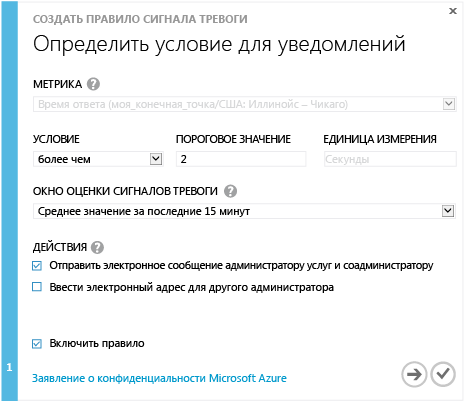 СОЗДАТЬ ПРАВИЛО СИГНАЛА ТРЕВОГИ
Определить условие для уведомлений
МЕТРИКА ?
Время ответа (моя_конечная_точка/США: Иллинойс – Чикаго)
УСЛОВИЕ ПОРОГОВОЕ ЗНАЧЕНИЕ ЕДИНИЦА ИЗМЕРЕНИЯ
более чем 2 Секунды
ОКНО ОЦЕНКИ СИГНАЛОВ ТРЕВОГИ ?
Среднее значение за последние 15 минут
ДЕЙСТВИЯ ?
Отправить электронное сообщение администратору услуг и соадминистратору
Ввести электронный адрес для другого администратора
Включить правило
1
Заявление о конфиденциальности Microsoft Azure